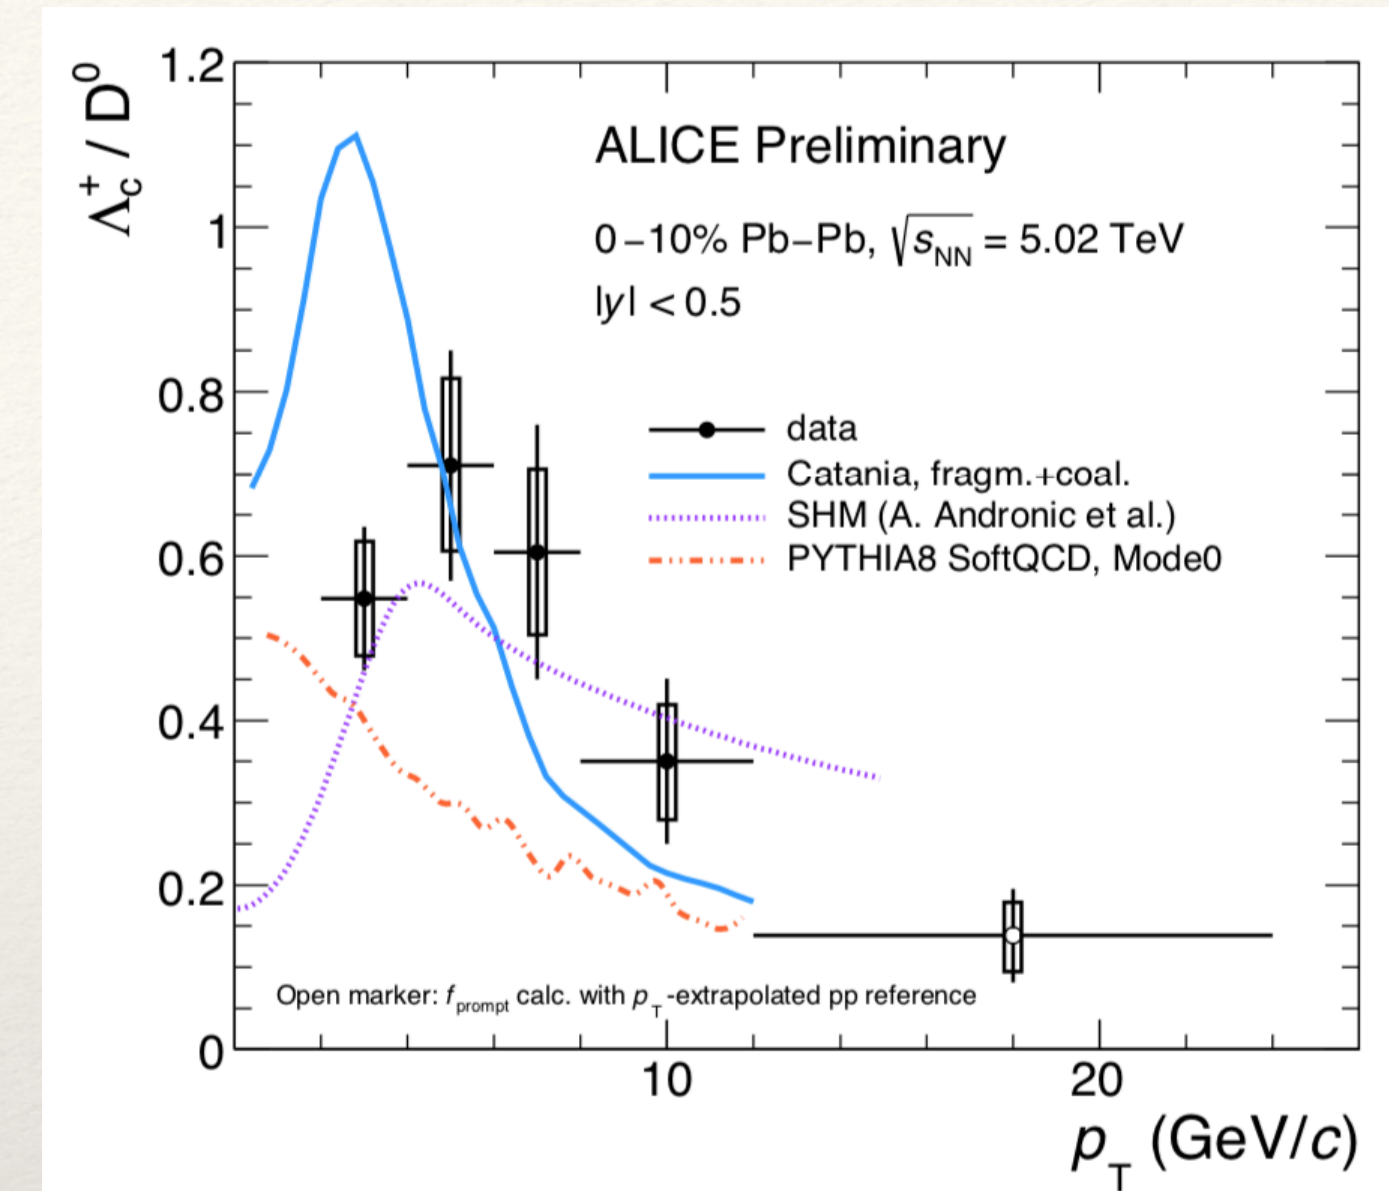 Λc+ / D0
1.2
1
0.8
0.6
0.4
0.2
0
ALICE Preliminary
0−10% Pb−Pb, √sNN = 5.02 TeV
|y| < 0.5
data
Catania, fragm.+coal.
SHM (A. Andronic et al.)
PYTHIA8 SoftQCD, Mode0
Open marker: fprompt calc. with pT-extrapolated pp reference
10
20
pT (GeV/c)